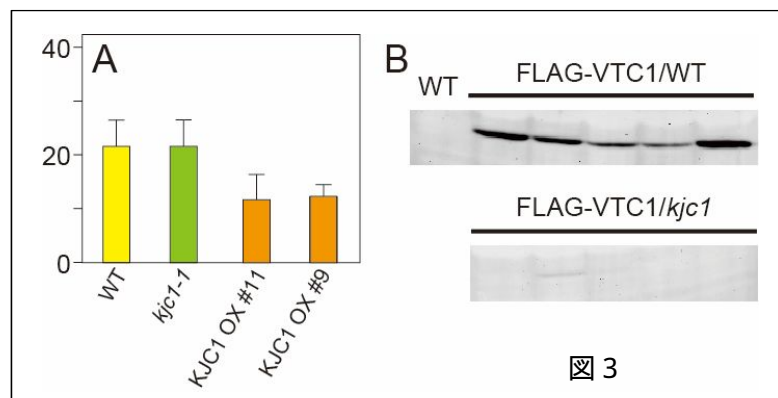 40
20
0
A
WT
kjc1-1
KJC1 OX #11
KJC1 OX #9
B
WT
FLAG-VTC1/WT
FLAG-VTC1/kjc1
図 3